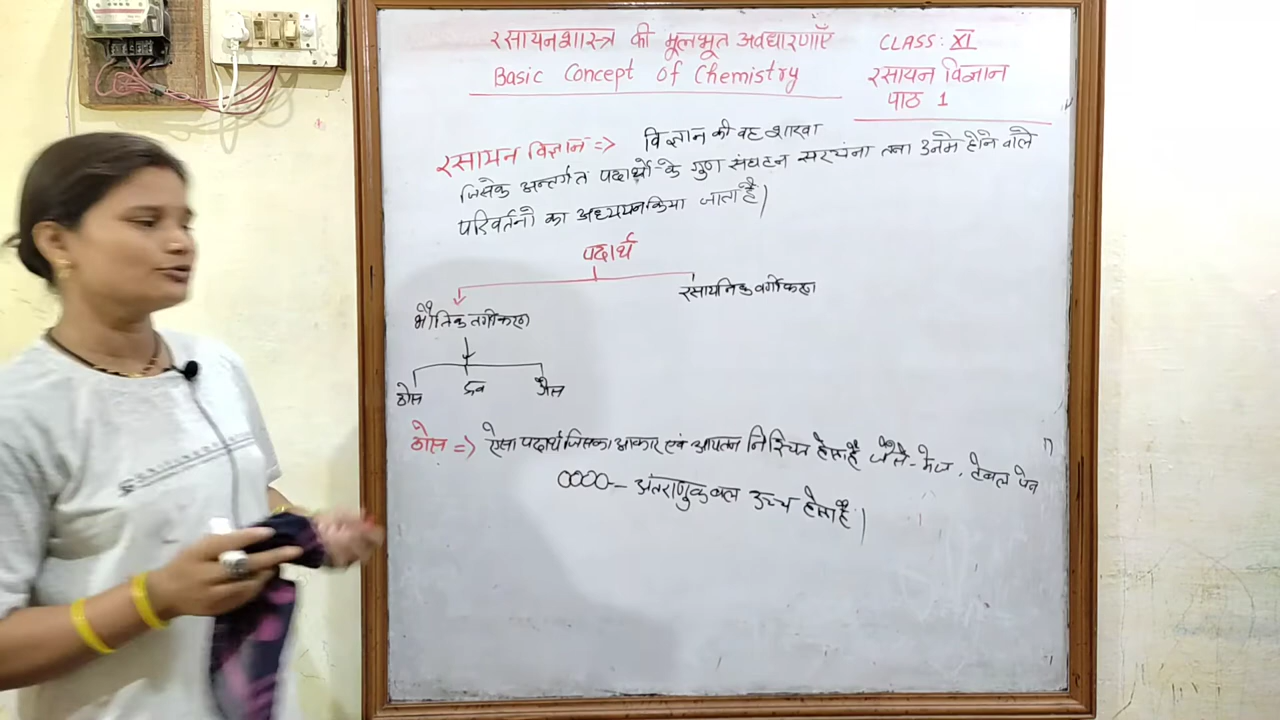 रसायनशास्त्र की मूलभूत अवधारणाएँ
Basic Concept of Chemistry
CLASS: XI
रसायन विज्ञान
पाठ 1
रसायन विज्ञान => विज्ञान की वह शाखा
जिसके अन्तर्गत पदार्थो के गुण संघटन सरचंना तथा उनमे होने वाले
परिवर्तनो का अध्ययन किया जाता है|
पदार्थ
भौतिक वर्गीकरण
रसायनिक वर्गीकरण
ठोस द्रव गैस
ठोस => ऐसा पदार्थ जिसका आकार एवं आयतन निश्चित होता है जैसे- मेज, टेबल पेन
अंतराणुक बल उच्च होता है|